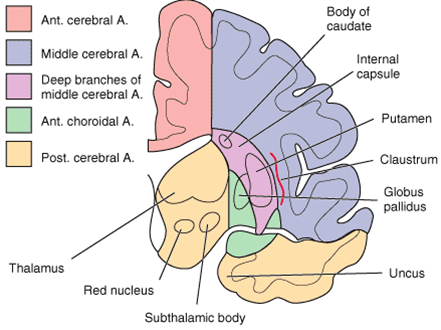 Ant. cerebral A.
Middle cerebral A.
Deep branches of
middle cerebral A.
Ant. choroidal A.
Post. cerebral A.
Body of
caudate
Internal
capsule
Putamen
Claustrum
Globus
pallidus
Uncus
Thalamus
Red nucleus
Subthalamic body